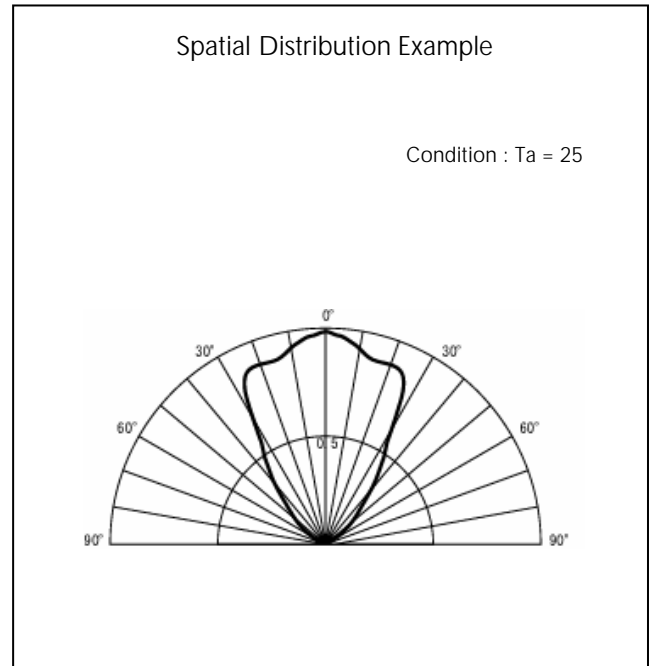 Spatial Distribution Example
Condition : Ta = 25
0°
30° 30°
60° 60°
0.5
90° 90°